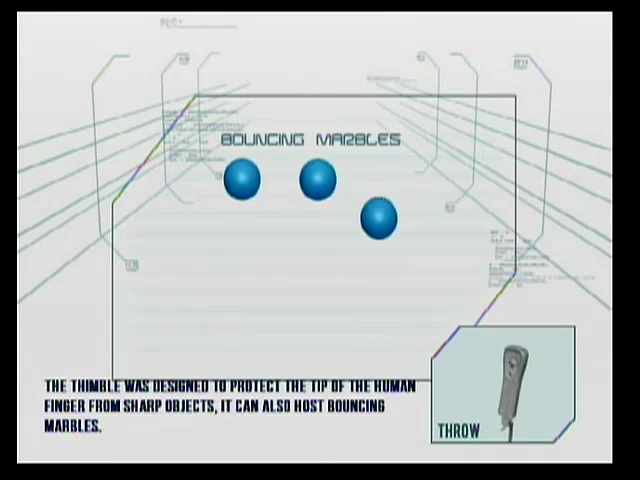 BOUNCING MARBLES
THE THIMBLE WAS DESIGNED TO PROTECT THE TIP OF THE HUMAN
FINGER FROM SHARP OBJECTS, IT CAN ALSO HOST BOUNCING
MARBLES.
THROW